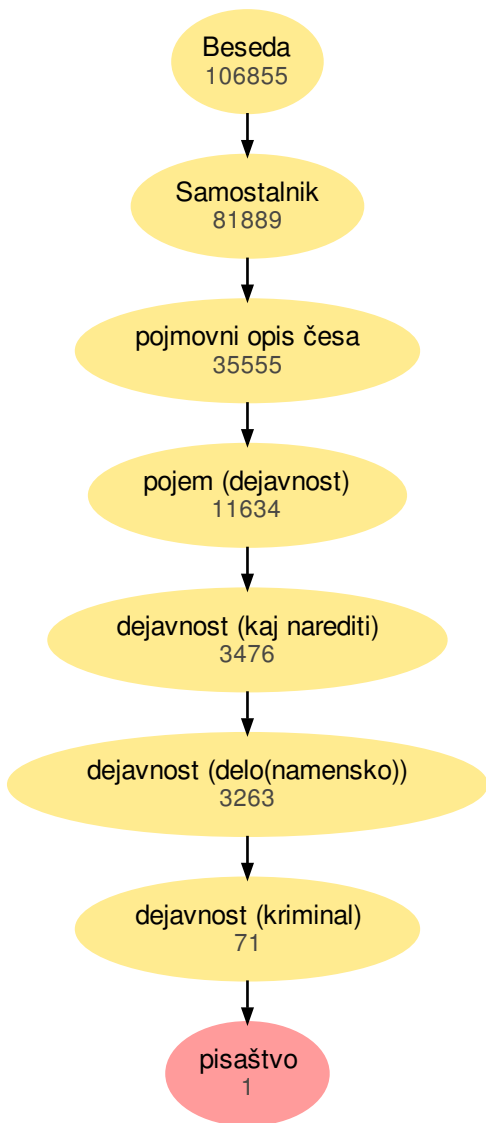 Beseda
106855
Samostalnik
81889
pojmovni opis česa
35555
pojem (dejavnost)
11634
dejavnost (kaj narediti)
3476
dejavnost (delo(namensko))
3263
dejavnost (kriminal)
71
pisaštvo
1